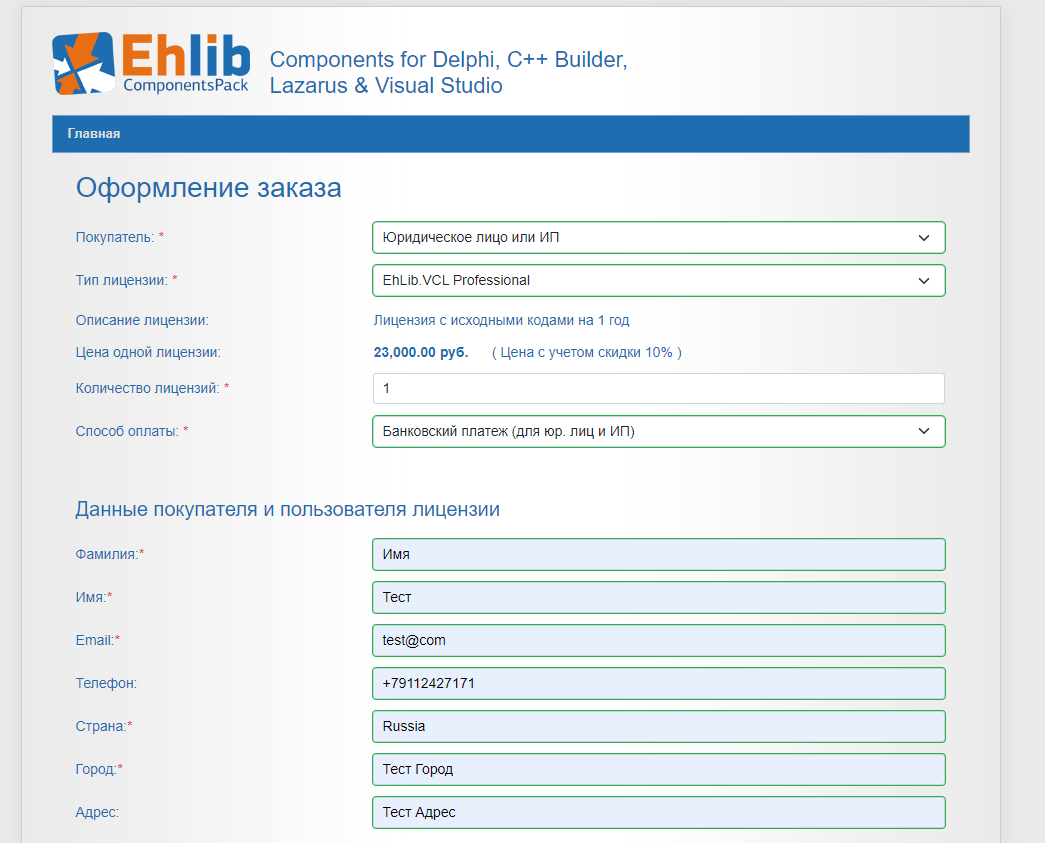 Ehlib
ComponentsPack
Components for Delphi, C++ Builder,
Lazarus & Visual Studio
Главная
Оформление заказа
Покупатель: * Юридическое лицо или ИП
Тип лицензии: * EhLib.VCL Professional
Описание лицензии: Лицензия с исходными кодами на 1 год
Цена одной лицензии: 23,000.00 руб. ( Цена с учетом скидки 10% )
Количество лицензий: * 1
Способ оплаты: * Банковский платеж (для юр. лиц и ИП)
Данные покупателя и пользователя лицензии
Фамилия:* Имя
Имя:* Тест
Email:* test@com
Телефон: +79112427171
Страна:* Russia
Город:* Тест Город
Адрес: Тест Адрес